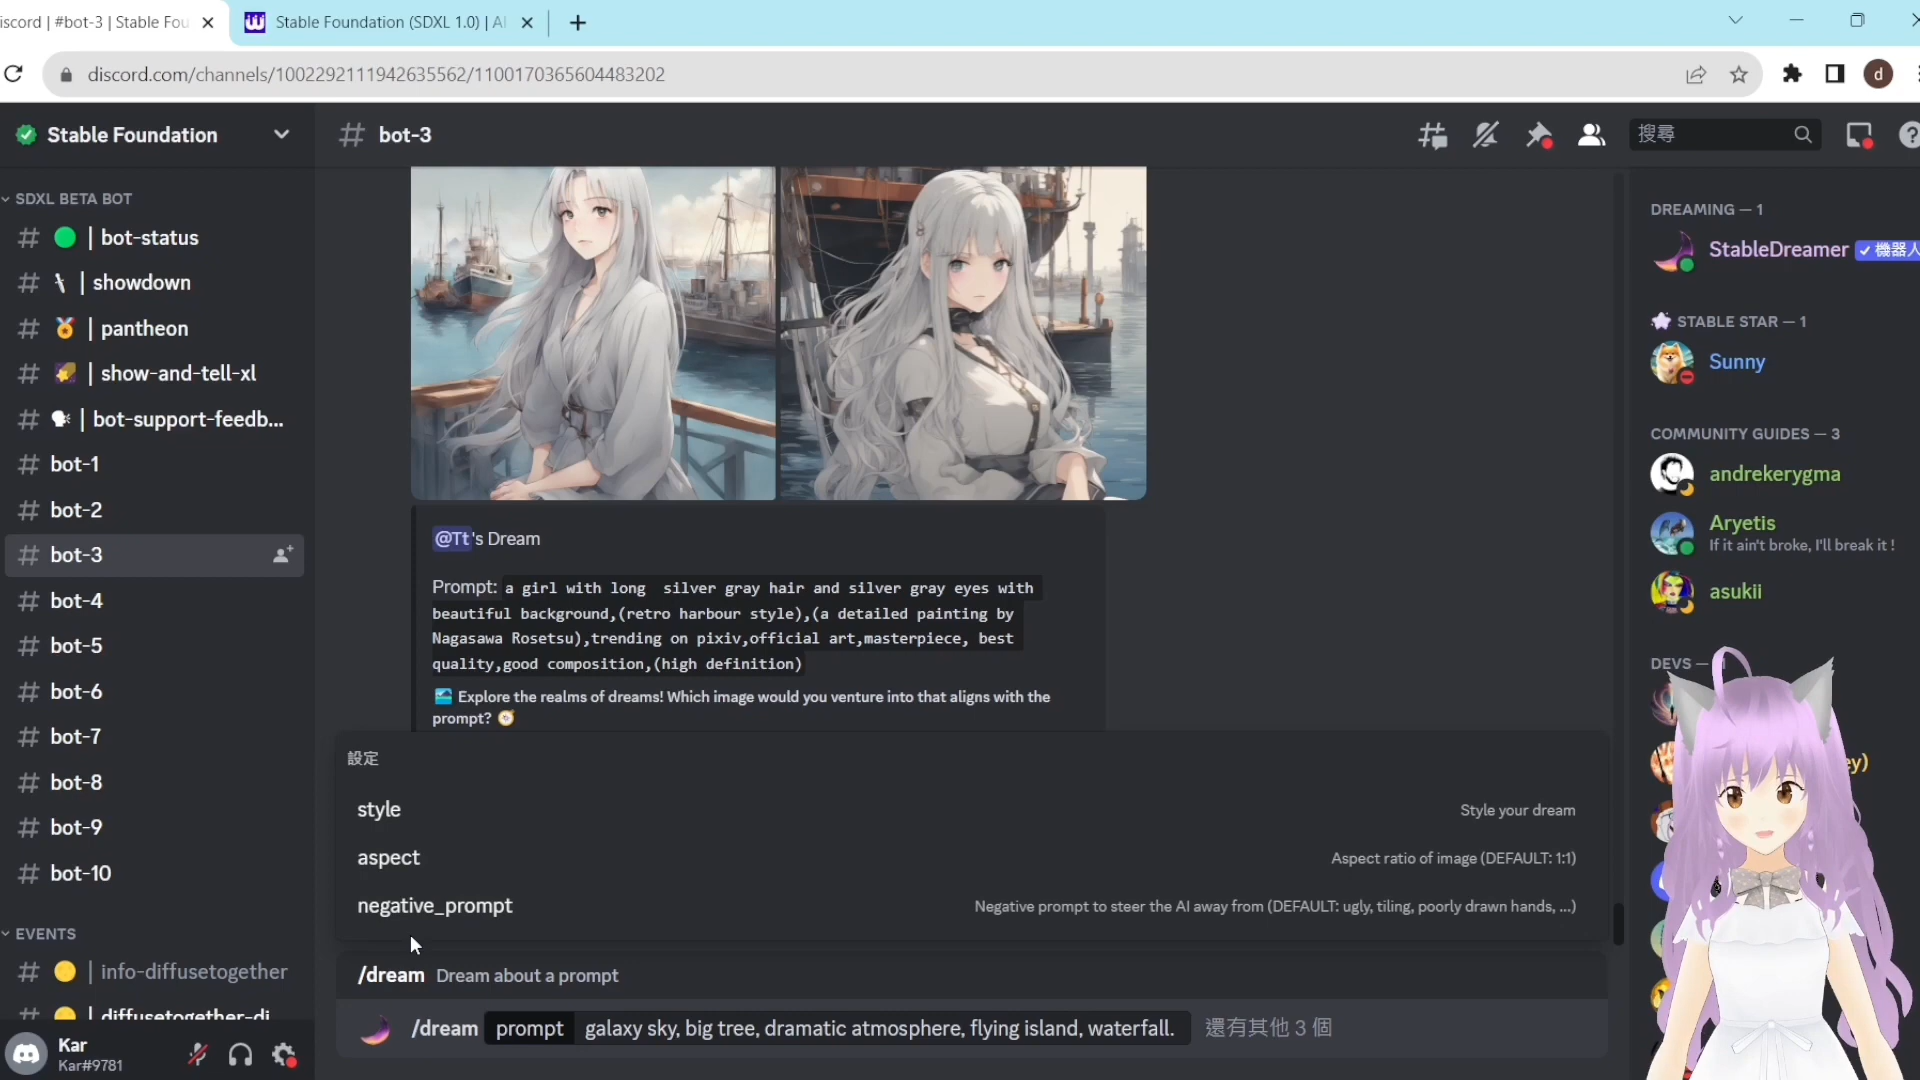 iscord | #bot-3 | Stable Fou
Stable Foundation (SDXL 1.0) | AI
discord.com/channels/1002292111942635562/1100170365604483202
d
Stable Foundation
bot-3
搜尋
SDXL BETA BOT
| bot-status
| showdown
| pantheon
| show-and-tell-xl
| bot-support-feedb...
bot-1
bot-2
bot-3
bot-4
bot-5
bot-6
bot-7
bot-8
bot-9
bot-10
EVENTS
| info-diffusetogether
| diffusetogether-di
Kar
Kar#9781
@Tt's Dream
Prompt: a girl with long silver gray hair and silver gray eyes with
beautiful background,(retro harbour style),(a detailed painting by
Nagasawa Rosetsu),trending on pixiv,official art,masterpiece, best
quality,good composition,(high definition)
Explore the realms of dreams! Which image would you venture into that aligns with the
prompt?
設定
style Style your dream
aspect Aspect ratio of image (DEFAULT: 1:1)
negative_prompt Negative prompt to steer the AI away from (DEFAULT: ugly, tiling, poorly drawn hands, ...)
/dream Dream about a prompt
/dream prompt galaxy sky, big tree, dramatic atmosphere, flying island, waterfall. 還有其他 3 個
DREAMING — 1
StableDreamer 機器人
STABLE STAR — 1
Sunny
COMMUNITY GUIDES — 3
andrekerygma
Aryetis
If it ain't broke, I'll break it !
asukii
DEVS —
ey)